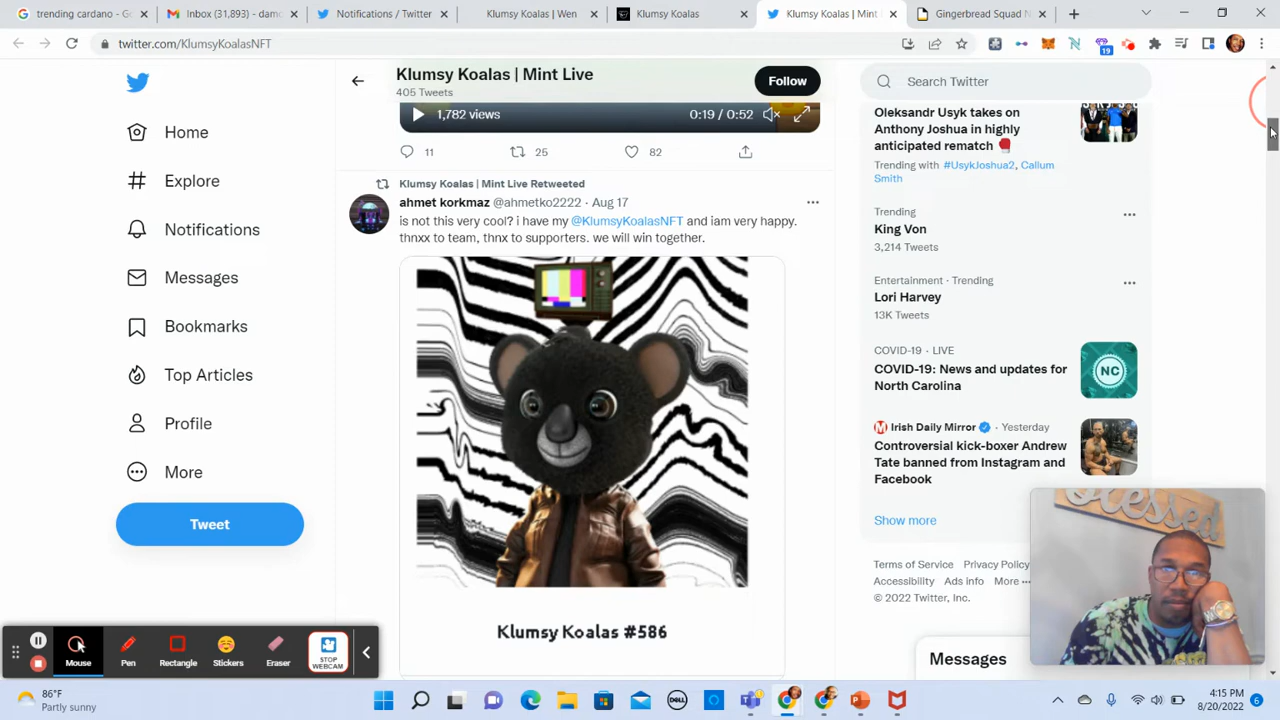 trending cardano - Go
Inbox (31,893) - damo
Notifications / Twitter
Klumsy Koalas | Wen
Klumsy Koalas
Klumsy Koalas | Mint
Gingerbread Squad N
twitter.com/KlumsyKoalasNFT
19
Home
Explore
Notifications
Messages
Bookmarks
Top Articles
Profile
More
Tweet
Klumsy Koalas | Mint Live
405 Tweets
Follow
1,782 views
0:19 / 0:52
11
25
82
Klumsy Koalas | Mint Live Retweeted
ahmet korkmaz @ahmetko2222 · Aug 17
is not this very cool? i have my @KlumsyKoalasNFT and iam very happy.
thnxx to team, thnx to supporters. we will win together.
Klumsy Koalas #586
Search Twitter
Oleksandr Usyk takes on
Anthony Joshua in highly
anticipated rematch
Trending with #UsykJoshua2, Callum
Smith
Trending
King Von
3,214 Tweets
Entertainment · Trending
Lori Harvey
13K Tweets
COVID-19 · LIVE
COVID-19: News and updates for
North Carolina
NC
Irish Daily Mirror · Yesterday
Controversial kick-boxer Andrew
Tate banned from Instagram and
Facebook
Show more
Terms of Service Privacy Policy
Accessibility Ads info More
© 2022 Twitter, Inc.
Messages
Blessed
Mouse
Pen
Rectangle
Stickers
Eraser
STOP
WEBCAM
86°F
Partly sunny
DELL
4:15 PM
8/20/2022
6